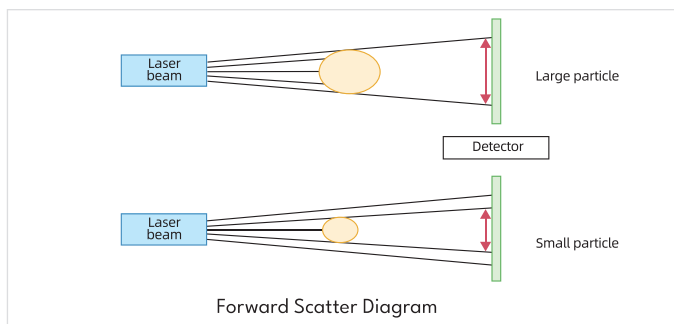 Laser
beam
Large particle
Detector
Laser
beam
Small particle
Forward Scatter Diagram